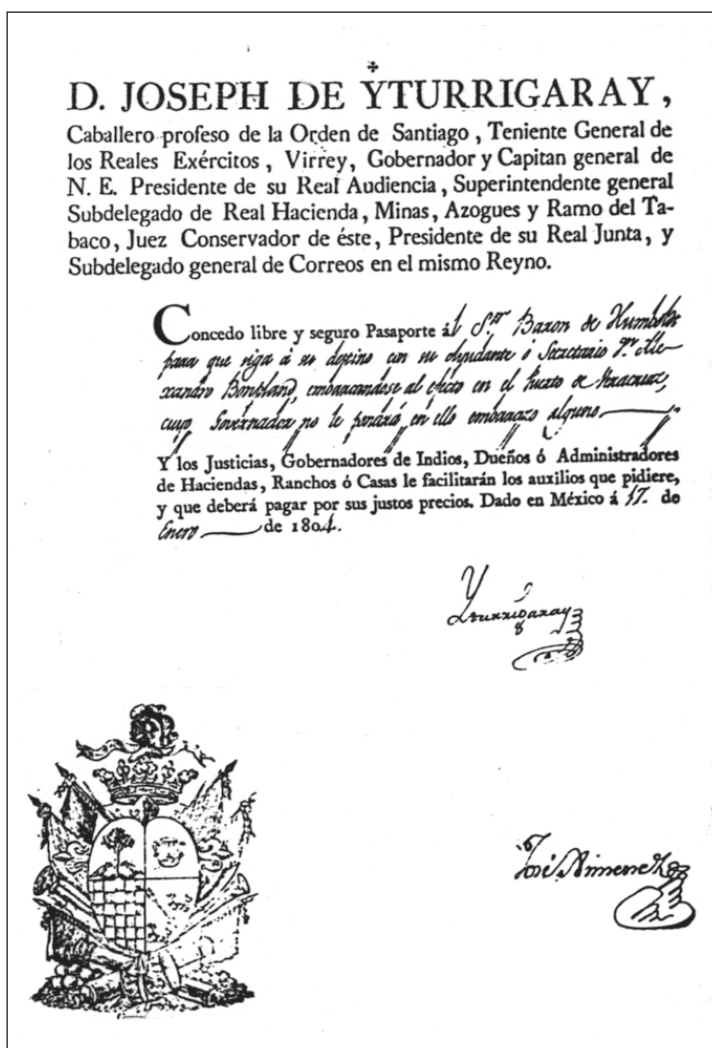 D. JOSEPH DE YTURRIGARAY,
Caballero profeso de la Orden de Santiago, Teniente General de
los Reales Exércitos, Virrey, Gobernador y Capitan general de
N. E. Presidente de su Real Audiencia, Superintendente general
Subdelegado de Real Hacienda, Minas, Azogues y Ramo del Ta-
baco, Juez Conservador de éste, Presidente de su Real Junta, y
Subdelegado general de Correos en el mismo Reyno.
Concedo libre y seguro Pasaporte ál S.or Baron de Humboldt
para que siga á su destino con su Ayudante ó Secretario D.n Ale-
xandro Bonpland, embarcandose al efecto en el Puerto de Veracruz,
cuyo Governador no le pondrá en ello embarazo alguno
Y los Justicias, Gobernadores de Indios, Dueños ó Administradores
de Haciendas, Ranchos ó Casas le facilitarán los auxilios que pidiere,
y que deberá pagar por sus justos precios. Dado en México á 17. de
Enero de 1804.
Yturrigaray
José Ximenez